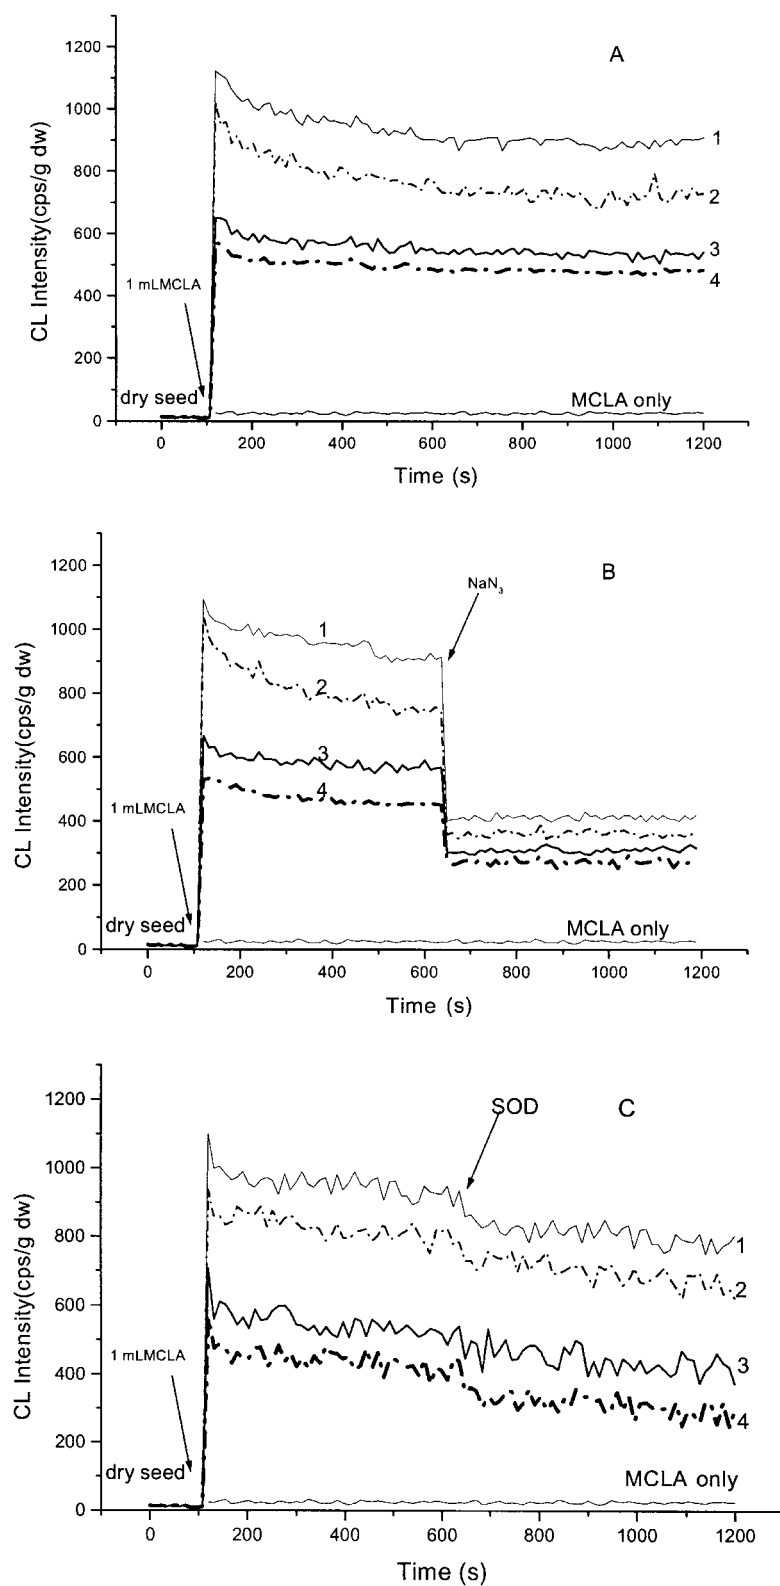 A
1200
1000
800
600
400
200
0
CL Intensity(cps/g dw)
1
2
3
4
1 mLMCLA
dry seed
MCLA only
0 200 400 600 800 1000 1200
Time (s)
B
1200
1000
800
600
400
200
0
CL Intensity(cps/g dw)
NaN₃
1
2
3
4
1 mLMCLA
dry seed
MCLA only
0 200 400 600 800 1000 1200
Time (s)
SOD
C
1200
1000
800
600
400
200
0
CL Intensity(cps/g dw)
1
2
3
4
1 mLMCLA
dry seed
MCLA only
0 200 400 600 800 1000 1200
Time (s)